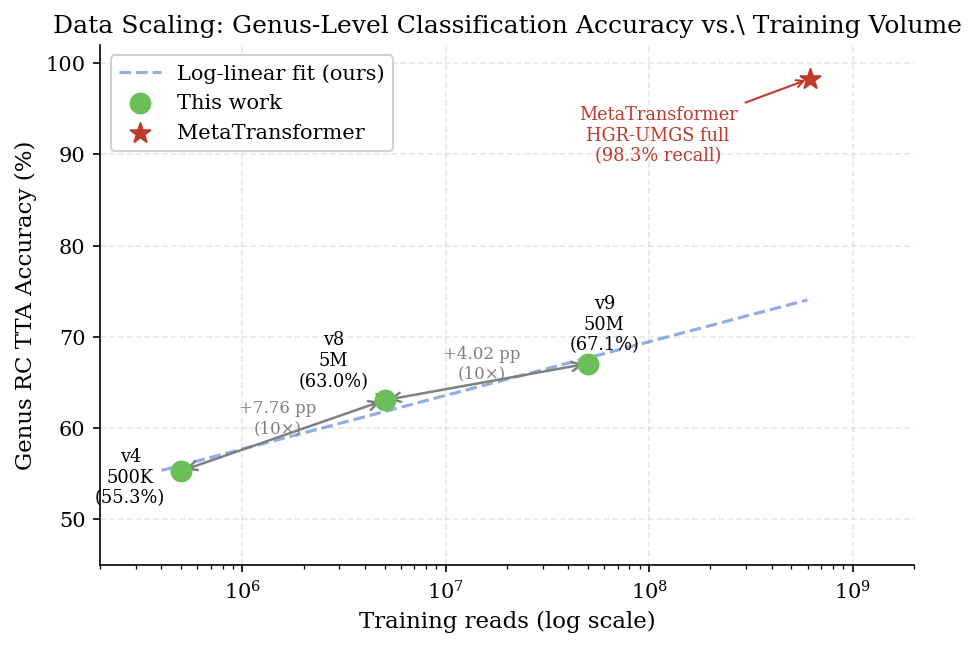 Data Scaling: Genus-Level Classification Accuracy vs.\ Training Volume
Log-linear fit (ours)
This work
MetaTransformer
MetaTransformer
HGR-UMGS full
(98.3% recall)
v9
50M
(67.1%)
v8
5M
(63.0%)
+4.02 pp
(10×)
+7.76 pp
(10×)
v4
500K
(55.3%)
Genus RC TTA Accuracy (%)
100
90
80
70
60
50
10⁶
10⁷
10⁸
10⁹
Training reads (log scale)